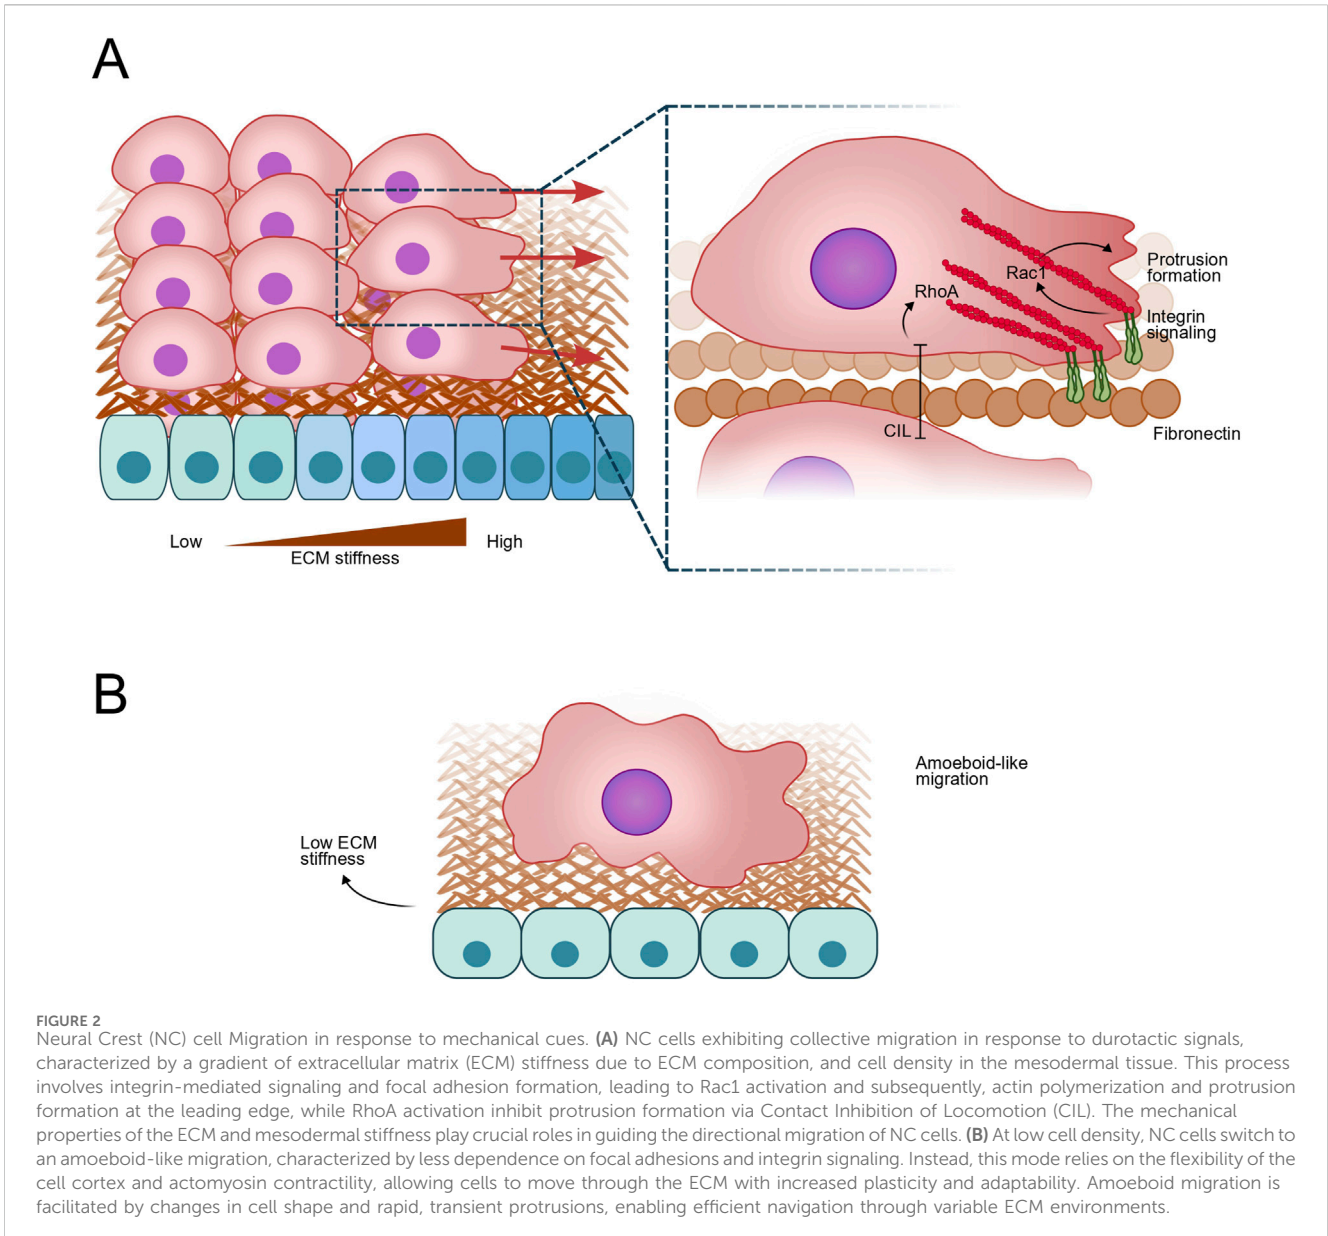 A
RhoA
Rac1
Protrusion
formation
Integrin
signaling
CIL
Fibronectin
Low
ECM stiffness
High
B
Amoeboid-like
migration
Low ECM
stiffness
FIGURE 2
Neural Crest (NC) cell Migration in response to mechanical cues. (A) NC cells exhibiting collective migration in response to durotactic signals,
characterized by a gradient of extracellular matrix (ECM) stiffness due to ECM composition, and cell density in the mesodermal tissue. This process
involves integrin-mediated signaling and focal adhesion formation, leading to Rac1 activation and subsequently, actin polymerization and protrusion
formation at the leading edge, while RhoA activation inhibit protrusion formation via Contact Inhibition of Locomotion (CIL). The mechanical
properties of the ECM and mesodermal stiffness play crucial roles in guiding the directional migration of NC cells. (B) At low cell density, NC cells switch to
an amoeboid-like migration, characterized by less dependence on focal adhesions and integrin signaling. Instead, this mode relies on the flexibility of the
cell cortex and actomyosin contractility, allowing cells to move through the ECM with increased plasticity and adaptability. Amoeboid migration is
facilitated by changes in cell shape and rapid, transient protrusions, enabling efficient navigation through variable ECM environments.